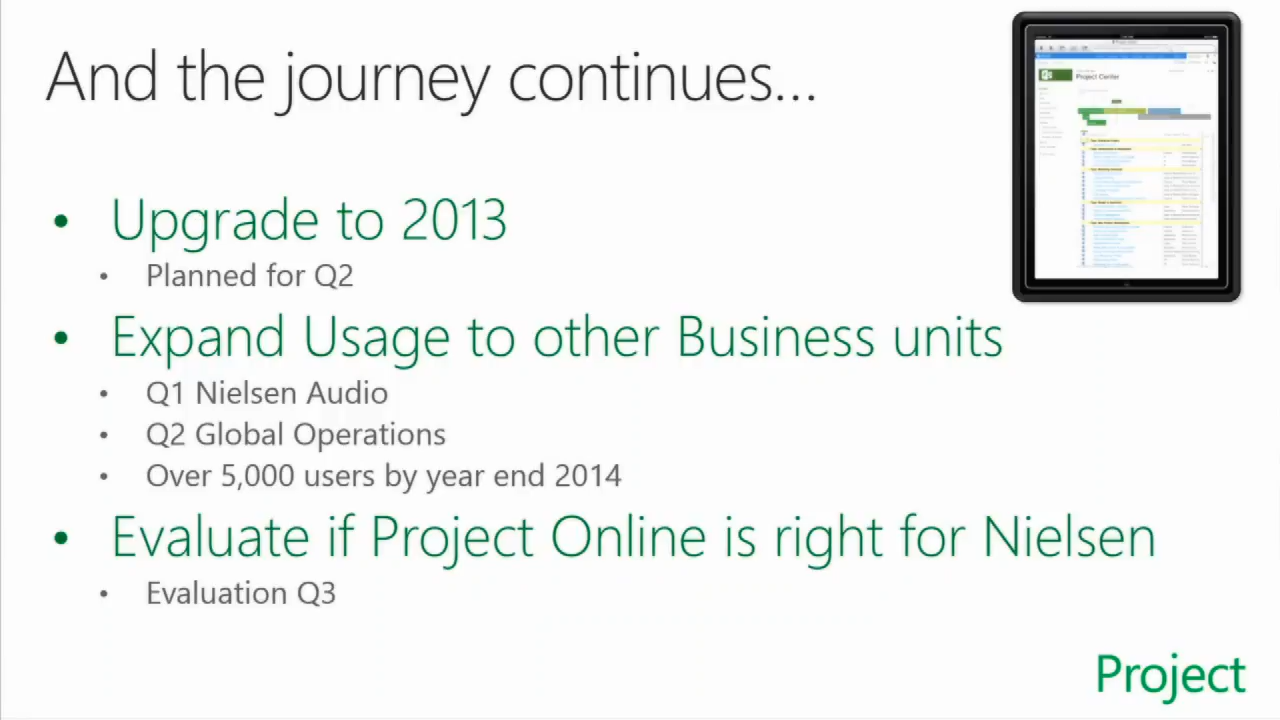 And the journey continues...
Project Center
• Upgrade to 2013
• Planned for Q2
• Expand Usage to other Business units
• Q1 Nielsen Audio
• Q2 Global Operations
• Over 5,000 users by year end 2014
• Evaluate if Project Online is right for Nielsen
• Evaluation Q3
Project